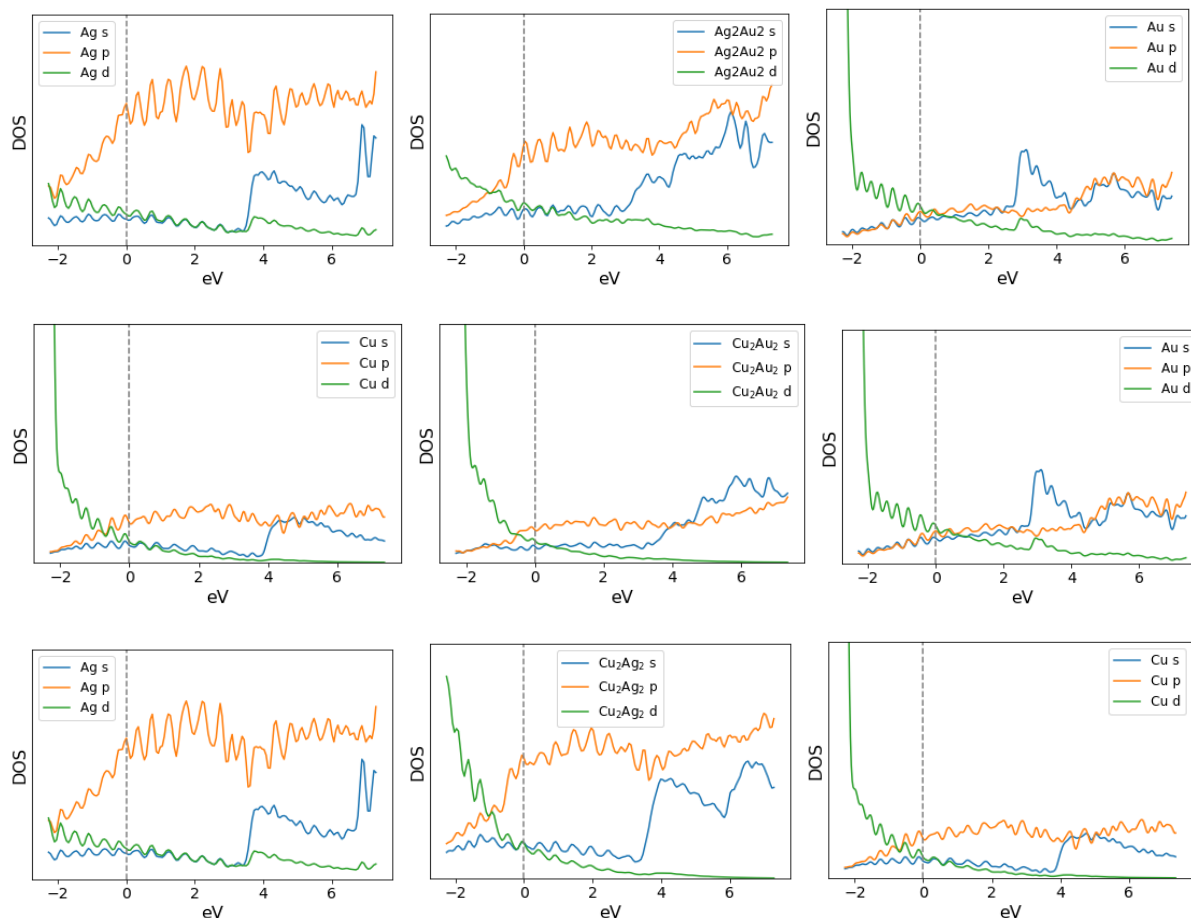 Ag s
Ag p
Ag d
DOS
−2 0 2 4 6
eV
Ag2Au2 s
Ag2Au2 p
Ag2Au2 d
DOS
−2 0 2 4 6
eV
Au s
Au p
Au d
DOS
−2 0 2 4 6
eV
Cu s
Cu p
Cu d
DOS
−2 0 2 4 6
eV
Cu₂Au₂ s
Cu₂Au₂ p
Cu₂Au₂ d
DOS
−2 0 2 4 6
eV
Au s
Au p
Au d
DOS
−2 0 2 4 6
eV
Ag s
Ag p
Ag d
DOS
−2 0 2 4 6
eV
Cu₂Ag₂ s
Cu₂Ag₂ p
Cu₂Ag₂ d
DOS
−2 0 2 4 6
eV
Cu s
Cu p
Cu d
DOS
−2 0 2 4 6
eV